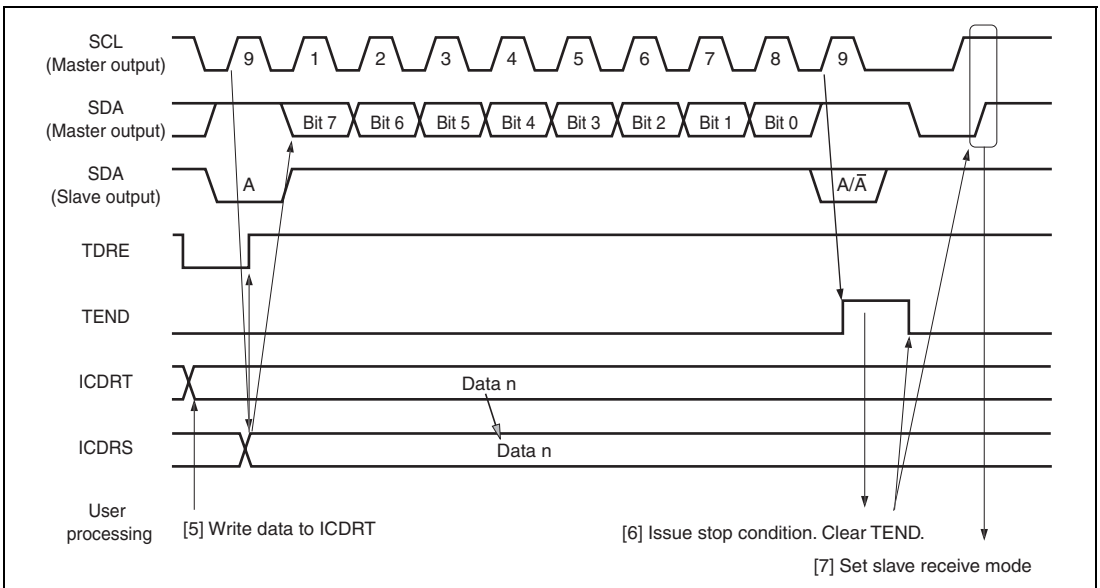 SCL
(Master output)
9 1 2 3 4 5 6 7 8 9
SDA
(Master output)
Bit 7 Bit 6 Bit 5 Bit 4 Bit 3 Bit 2 Bit 1 Bit 0
SDA
(Slave output)
A A/A̅
TDRE
TEND
ICDRT
Data n
ICDRS
Data n
User
processing
[5] Write data to ICDRT
[6] Issue stop condition. Clear TEND.
[7] Set slave receive mode